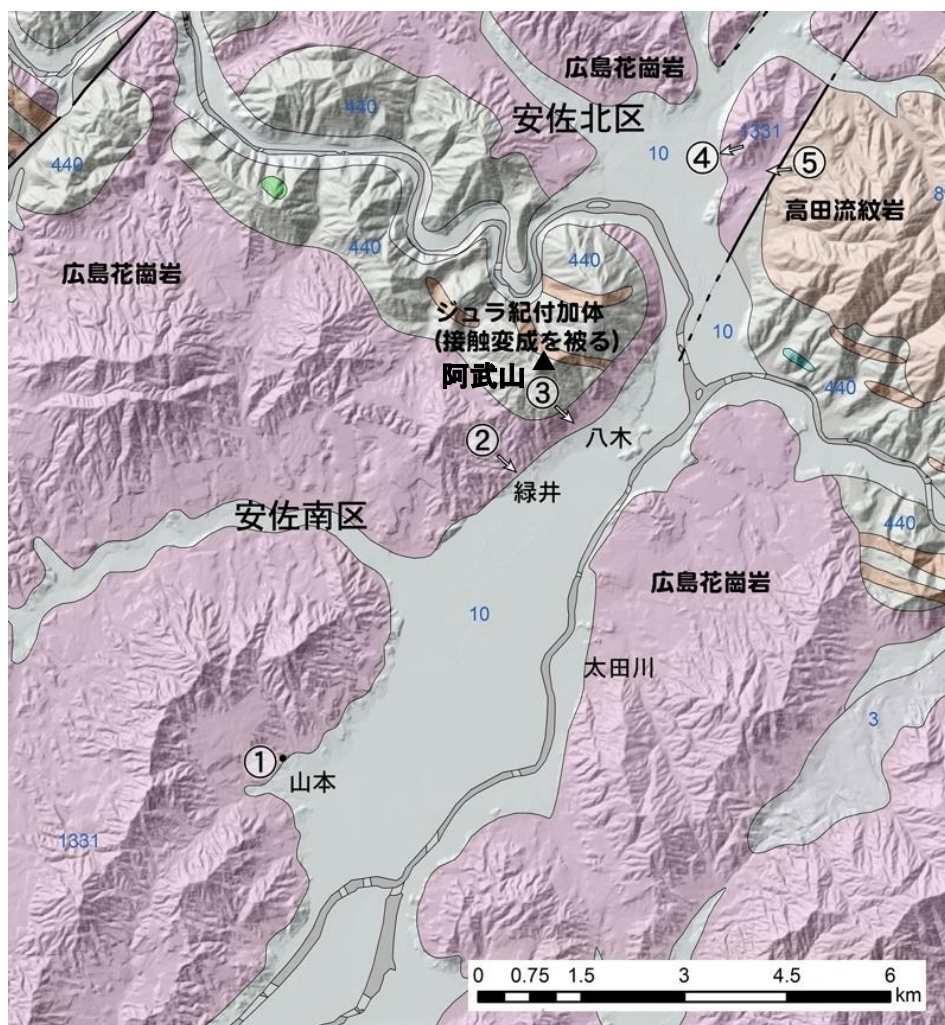 広島花崗岩
440
安佐北区
1331
10
④
⑤
440
8
高田流紋岩
440
440
広島花崗岩
ジュラ紀付加体
(接触変成を被る)
10
阿武山
440
③
八木
②
緑井
安佐南区
440
広島花崗岩
10
太田川
3
①
山本
1331
0 0.75 1.5 3 4.5 6
km